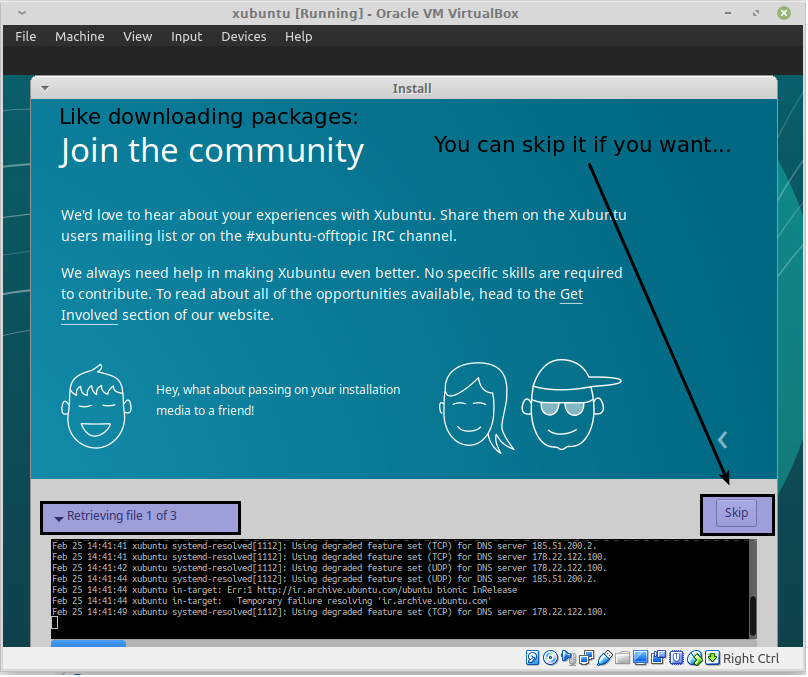 xubuntu [Running] - Oracle VM VirtualBox
File Machine View Input Devices Help
Install
Like downloading packages:
Join the community
You can skip it if you want...
We'd love to hear about your experiences with Xubuntu. Share them on the Xubuntu
users mailing list or on the #xubuntu-offtopic IRC channel.
We always need help in making Xubuntu even better. No specific skills are required
to contribute. To read about all of the opportunities available, head to the Get
Involved section of our website.
Hey, what about passing on your installation
media to a friend!
Retrieving file 1 of 3
Skip
Feb 25 14:41:41 xubuntu systemd-resolved[1112]: Using degraded feature set (TCP) for DNS server 185.51.200.2.
Feb 25 14:41:41 xubuntu systemd-resolved[1112]: Using degraded feature set (TCP) for DNS server 178.22.122.100.
Feb 25 14:41:42 xubuntu systemd-resolved[1112]: Using degraded feature set (UDP) for DNS server 178.22.122.100.
Feb 25 14:41:44 xubuntu systemd-resolved[1112]: Using degraded feature set (UDP) for DNS server 185.51.200.2.
Feb 25 14:41:44 xubuntu in-target: Err:1 http://ir.archive.ubuntu.com/ubuntu bionic InRelease
Feb 25 14:41:44 xubuntu in-target:   Temporary failure resolving 'ir.archive.ubuntu.com'
Feb 25 14:41:49 xubuntu systemd-resolved[1112]: Using degraded feature set (TCP) for DNS server 178.22.122.100.
Right Ctrl